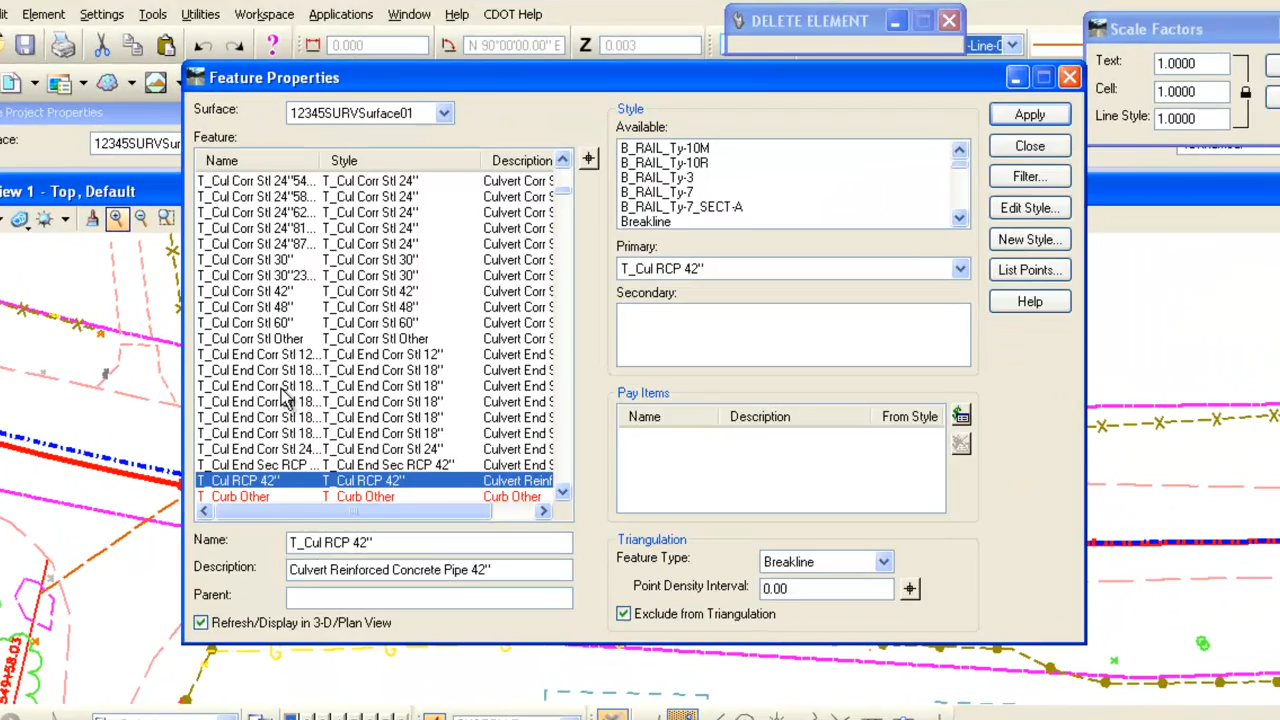 Element Settings Tools Utilities Workspace Applications Window Help CDOT Help
DELETE ELEMENT
0.000
N 90°00'00.00" E
Z 0.003
-Line-0
Scale Factors
Text: 1.0000
Cell: 1.0000
Line Style: 1.0000
Project Properties
ce: 12345SURVSurf
iew 1 - Top, Default
Feature Properties
Surface: 12345SURVSurface01
Feature:
Name Style Description
T_Cul Corr Stl 24"54... T_Cul Corr Stl 24" Culvert Corr S
T_Cul Corr Stl 24"58... T_Cul Corr Stl 24" Culvert Corr S
T_Cul Corr Stl 24"62... T_Cul Corr Stl 24" Culvert Corr S
T_Cul Corr Stl 24"81... T_Cul Corr Stl 24" Culvert Corr S
T_Cul Corr Stl 24"87... T_Cul Corr Stl 24" Culvert Corr S
T_Cul Corr Stl 30" T_Cul Corr Stl 30" Culvert Corr S
T_Cul Corr Stl 30"23... T_Cul Corr Stl 30" Culvert Corr S
T_Cul Corr Stl 42" T_Cul Corr Stl 42" Culvert Corr S
T_Cul Corr Stl 48" T_Cul Corr Stl 48" Culvert Corr S
T_Cul Corr Stl 60" T_Cul Corr Stl 60" Culvert Corr S
T_Cul Corr Stl Other T_Cul Corr Stl Other Culvert Corr S
T_Cul End Corr Stl 12... T_Cul End Corr Stl 12" Culvert End S
T_Cul End Corr Stl 18... T_Cul End Corr Stl 18" Culvert End S
T_Cul End Corr Stl 18... T_Cul End Corr Stl 18" Culvert End S
T_Cul End Corr Stl 18... T_Cul End Corr Stl 18" Culvert End S
T_Cul End Corr Stl 18... T_Cul End Corr Stl 18" Culvert End S
T_Cul End Corr Stl 18... T_Cul End Corr Stl 18" Culvert End S
T_Cul End Corr Stl 24... T_Cul End Corr Stl 24" Culvert End S
T_Cul End Sec RCP ... T_Cul End Sec RCP 42" Culvert End S
T_Cul RCP 42" T_Cul RCP 42" Culvert Reinf
T_Curb Other T_Curb Other Curb Other
Name: T_Cul RCP 42"
Description: Culvert Reinforced Concrete Pipe 42"
Parent:
Refresh/Display in 3-D/Plan View
Style
Available:
B_RAIL_Ty-10M
B_RAIL_Ty-10R
B_RAIL_Ty-3
B_RAIL_Ty-7
B_RAIL_Ty-7_SECT-A
Breakline
Primary:
T_Cul RCP 42"
Secondary:
Pay Items
Name Description From Style
Triangulation
Feature Type: Breakline
Point Density Interval: 0.00
Exclude from Triangulation
Apply
Close
Filter...
Edit Style...
New Style...
List Points...
Help
549+58.03